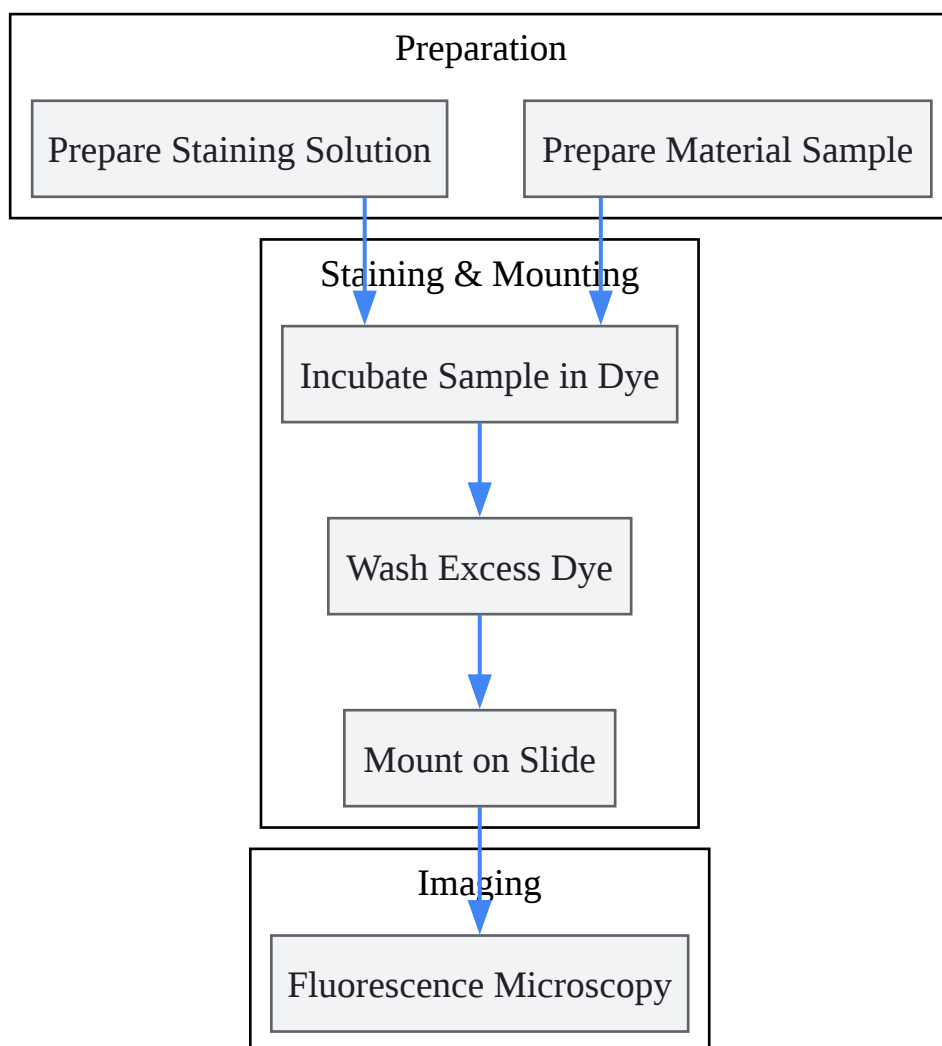 Preparation
Prepare Staining Solution
Prepare Material Sample
Staining & Mounting
Incubate Sample in Dye
Wash Excess Dye
Mount on Slide
Imaging
Fluorescence Microscopy